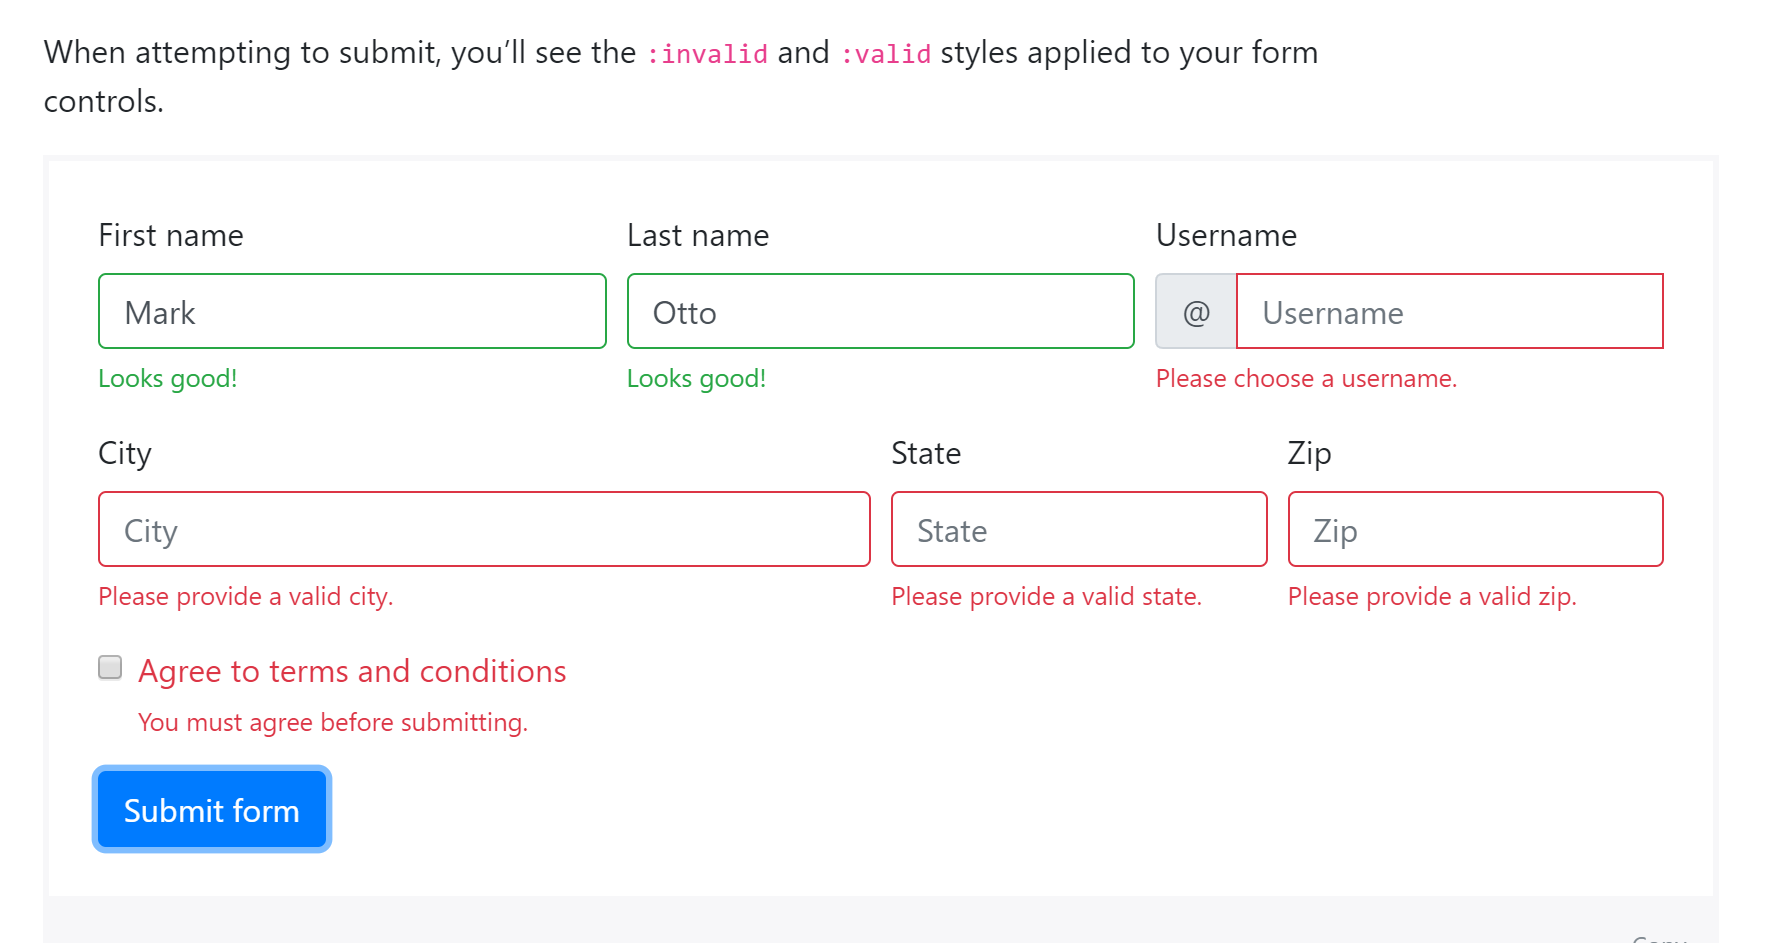 When attempting to submit, you’ll see the :invalid and :valid styles applied to your form
controls.
First name Last name Username
Mark Otto @ Username
Looks good! Looks good! Please choose a username.
City State Zip
City State Zip
Please provide a valid city. Please provide a valid state. Please provide a valid zip.
Agree to terms and conditions
You must agree before submitting.
Submit form